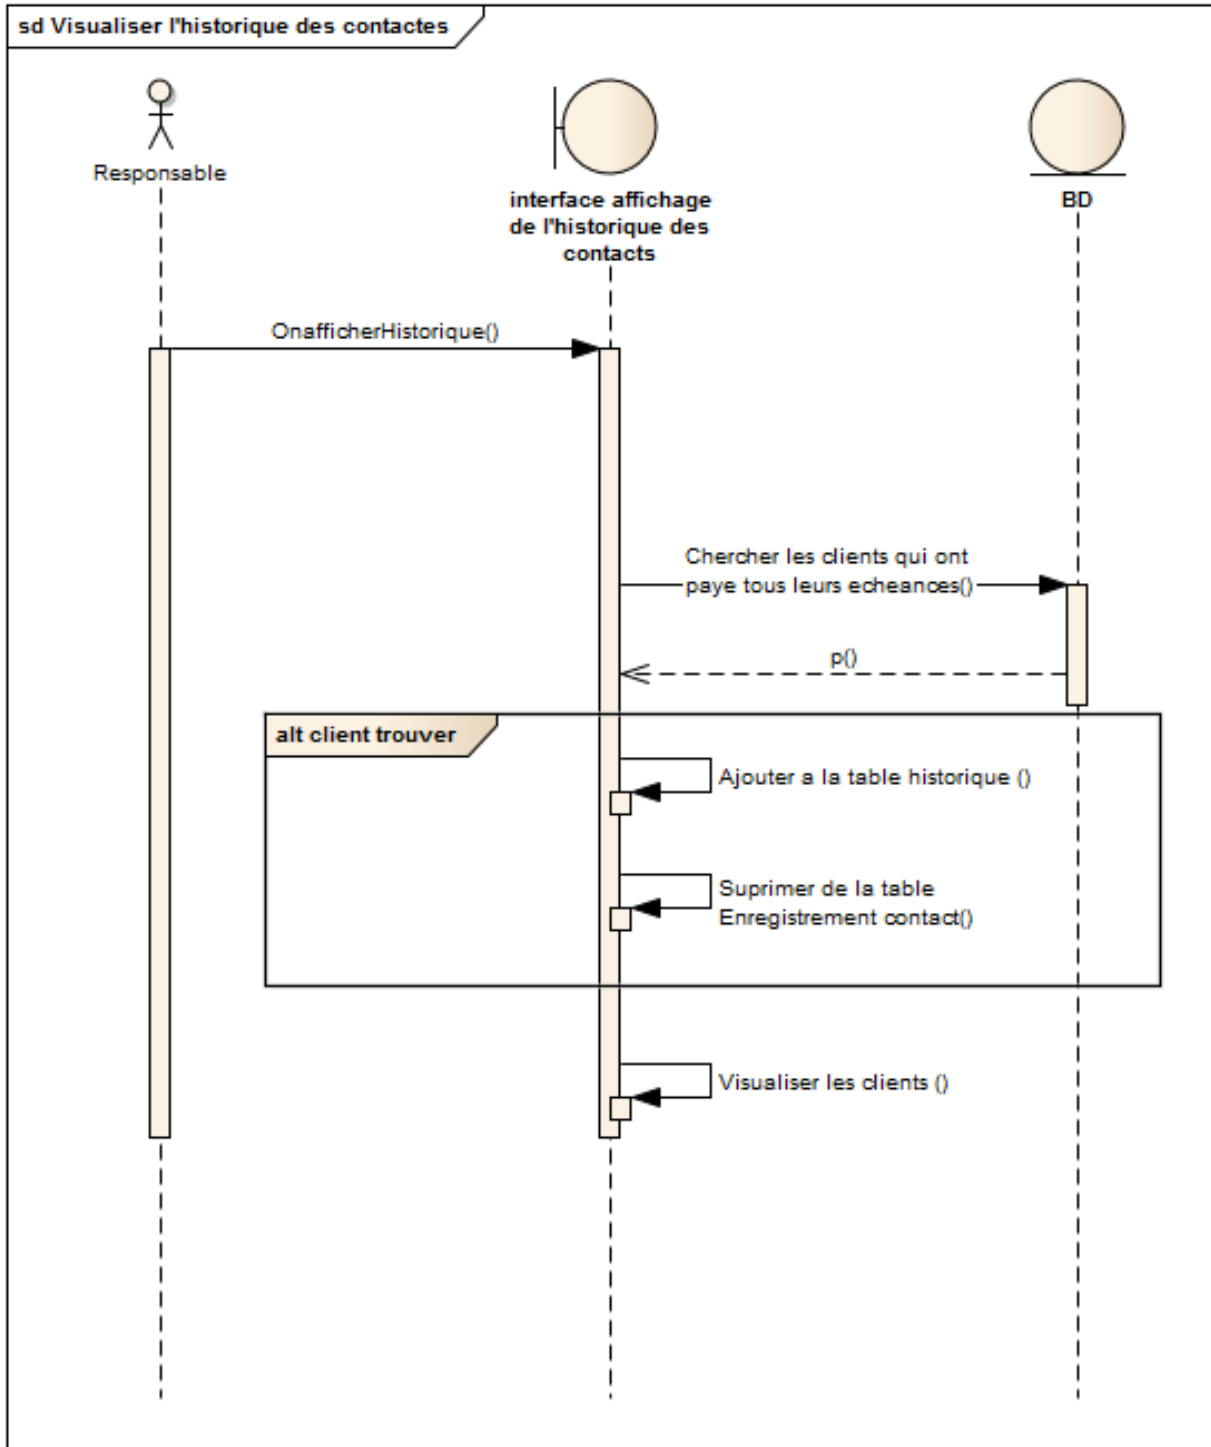 sd Visualiser l'historique des contactes
Responsable
interface affichage
de l'historique des
contacts
BD
OnafficherHistorique()
Chercher les clients qui ont
paye tous leurs echeances()
p()
alt client trouver
Ajouter a la table historique ()
Suprimer de la table
Enregistrement contact()
Visualiser les clients ()